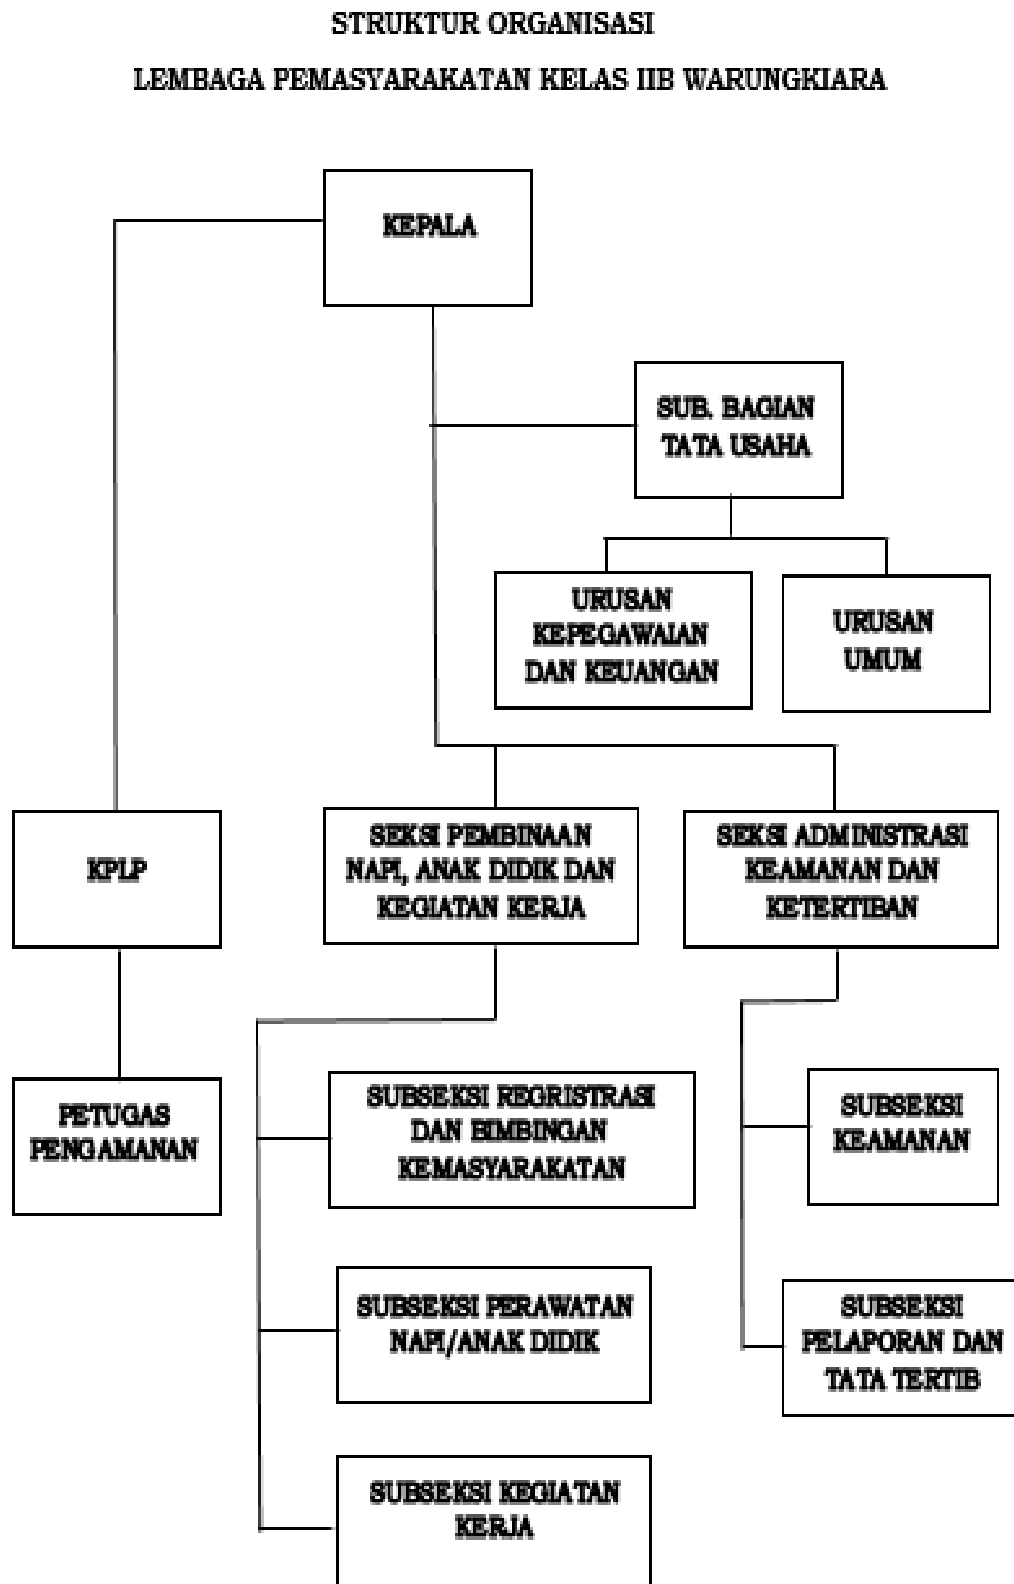 STRUKTUR ORGANISASI
LEMBAGA PEMASYARAKATAN KELAS IIB WARUNGKIARA
KEPALA
SUB. BAGIAN
TATA USAHA
URUSAN
KEPEGAWAIAN
DAN KEUANGAN
URUSAN
UMUM
KPLP
SEKSI PEMBINAAN
NAPI, ANAK DIDIK DAN
KEGIATAN KERJA
SEKSI ADMINISTRASI
KEAMANAN DAN
KETERTIBAN
PETUGAS
PENGAMANAN
SUBSEKSI REGRISTRASI
DAN BIMBINGAN
KEMASYARAKATAN
SUBSEKSI
KEAMANAN
SUBSEKSI PERAWATAN
NAPI/ANAK DIDIK
SUBSEKSI
PELAPORAN DAN
TATA TERTIB
SUBSEKSI KEGIATAN
KERJA